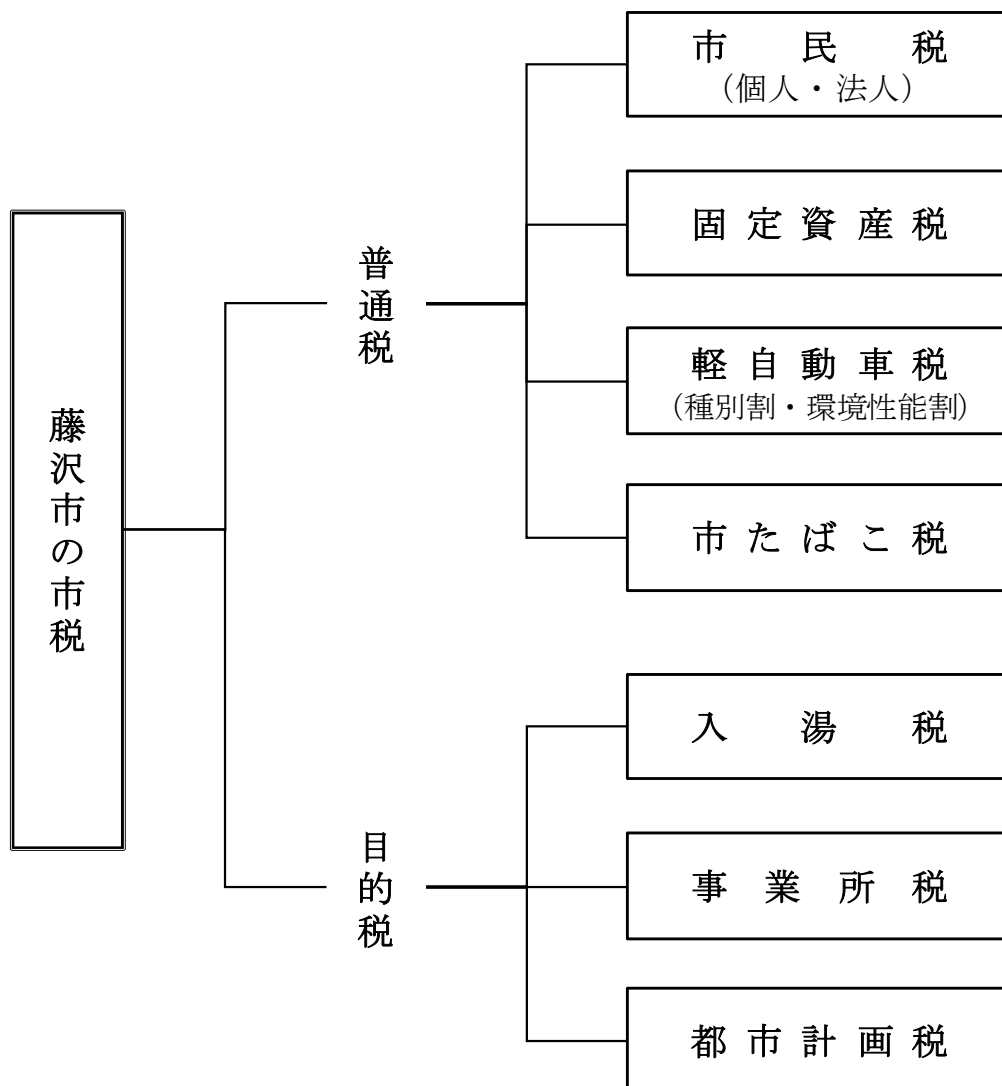 藤沢市の市税
普通税
市民税
（個人・法人）
固定資産税
軽自動車税
（種別割・環境性能割）
市たばこ税
目的税
入湯税
事業所税
都市計画税